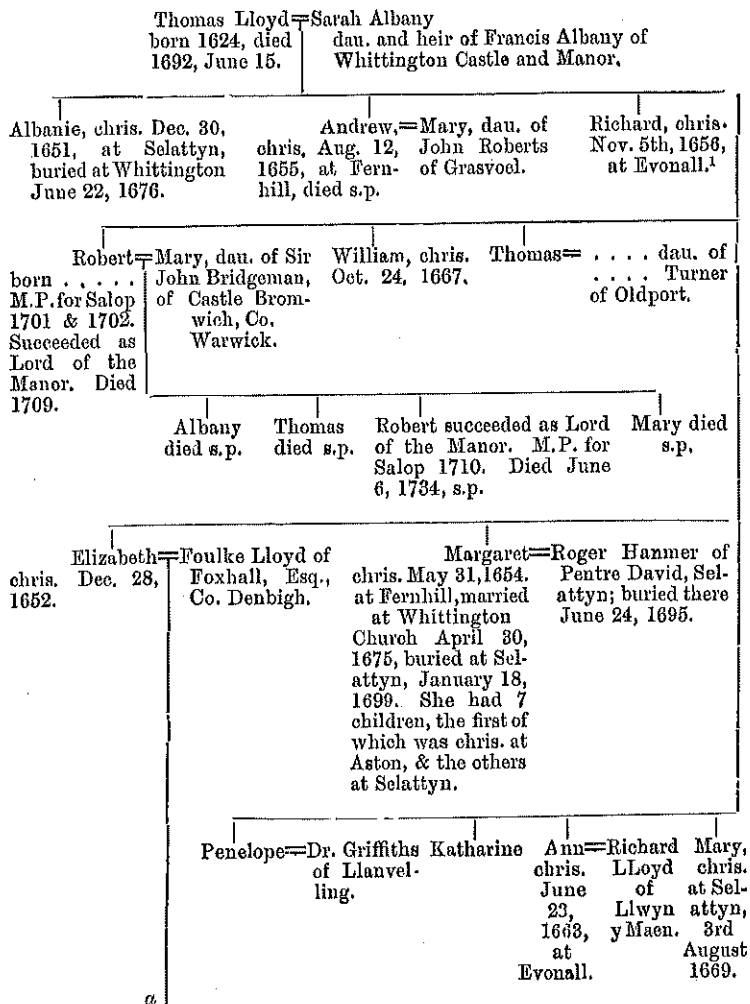 Thomas Lloyd=Sarah Albany
born 1624, died 1692, June 15.
dau. and heir of Francis Albany of Whittington Castle and Manor.
Albanie, chris. Dec. 30,
1651, at Selattyn,
buried at Whittington
June 22, 1676.
Andrew,=Mary, dau. of
chris, Aug. 12, John Roberts
1655, at Fern- of Grasvoel.
hill, died s.p.
Richard, chris.
Nov. 5th, 1656,
at Evonall.¹
Robert=Mary, dau. of Sir
born . . . . . John Bridgeman,
M.P. for Salop of Castle Brom-
1701 & 1702. wich, Co.
Succeeded as Warwick.
Lord of the
Manor. Died
1709.
William, chris.
Oct. 24, 1667.
Thomas= . . . . dau. of
. . . . Turner
of Oldport.
Albany
died s.p.
Thomas
died s.p.
Robert succeeded as Lord
of the Manor. M.P. for
Salop 1710. Died June
6, 1734, s.p.
Mary died
s.p.
Elizabeth=Foulke Lloyd of
chris. Dec. 28, Foxhall, Esq.,
1652. Co. Denbigh.
Margaret=Roger Hanmer of
chris. May 31, 1654. Pentre David, Sel-
at Fernhill, married attyn; buried there
at Whittington June 24, 1695.
Church April 30,
1675, buried at Sel-
attyn, January 18,
1699. She had 7
children, the first of
which was chris. at
Aston, & the others
at Selattyn.
Penelope=Dr. Griffiths
of Llanvel-
ling.
Katharine
Ann=Richard
chris. LLoyd
June of
23, Llwyn
1663, y Maen.
at
Evonall.
Mary,
chris.
at Sel-
attyn,
3rd
August
1669.
a